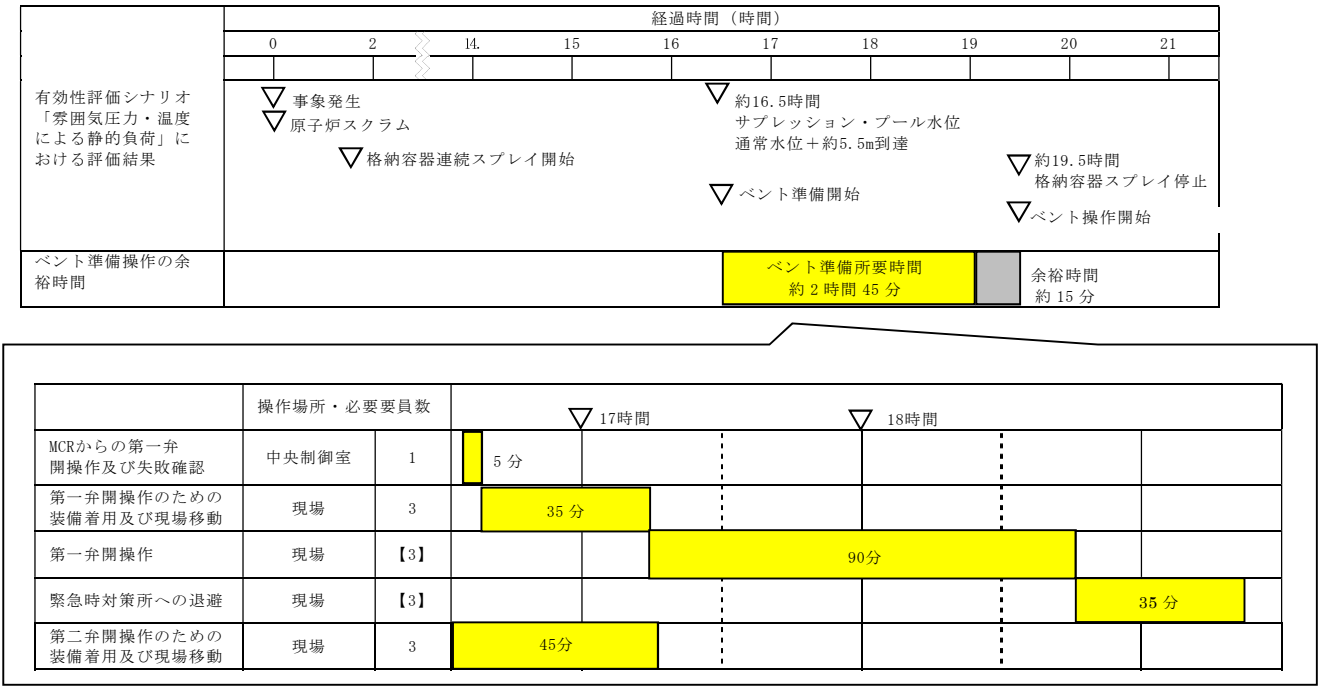 経過時間（時間）
0 2 14. 15 16 17 18 19 20 21
有効性評価シナリオ
「雰囲気圧力・温度
による静的負荷」に
おける評価結果
事象発生
原子炉スクラム
格納容器連続スプレイ開始
約16.5時間
サプレッション・プール水位
通常水位＋約5.5m到達
ベント準備開始
約19.5時間
格納容器スプレイ停止
ベント操作開始
ベント準備操作の余
裕時間
ベント準備所要時間
約 2 時間 45 分
余裕時間
約 15 分
操作場所・必要要員数
17時間
18時間
MCRからの第一弁
開操作及び失敗確認
中央制御室
1
5 分
第一弁開操作のための
装備着用及び現場移動
現場
3
35 分
第一弁開操作
現場
【3】
90分
緊急時対策所への退避
現場
【3】
35 分
第二弁開操作のための
装備着用及び現場移動
現場
3
45分